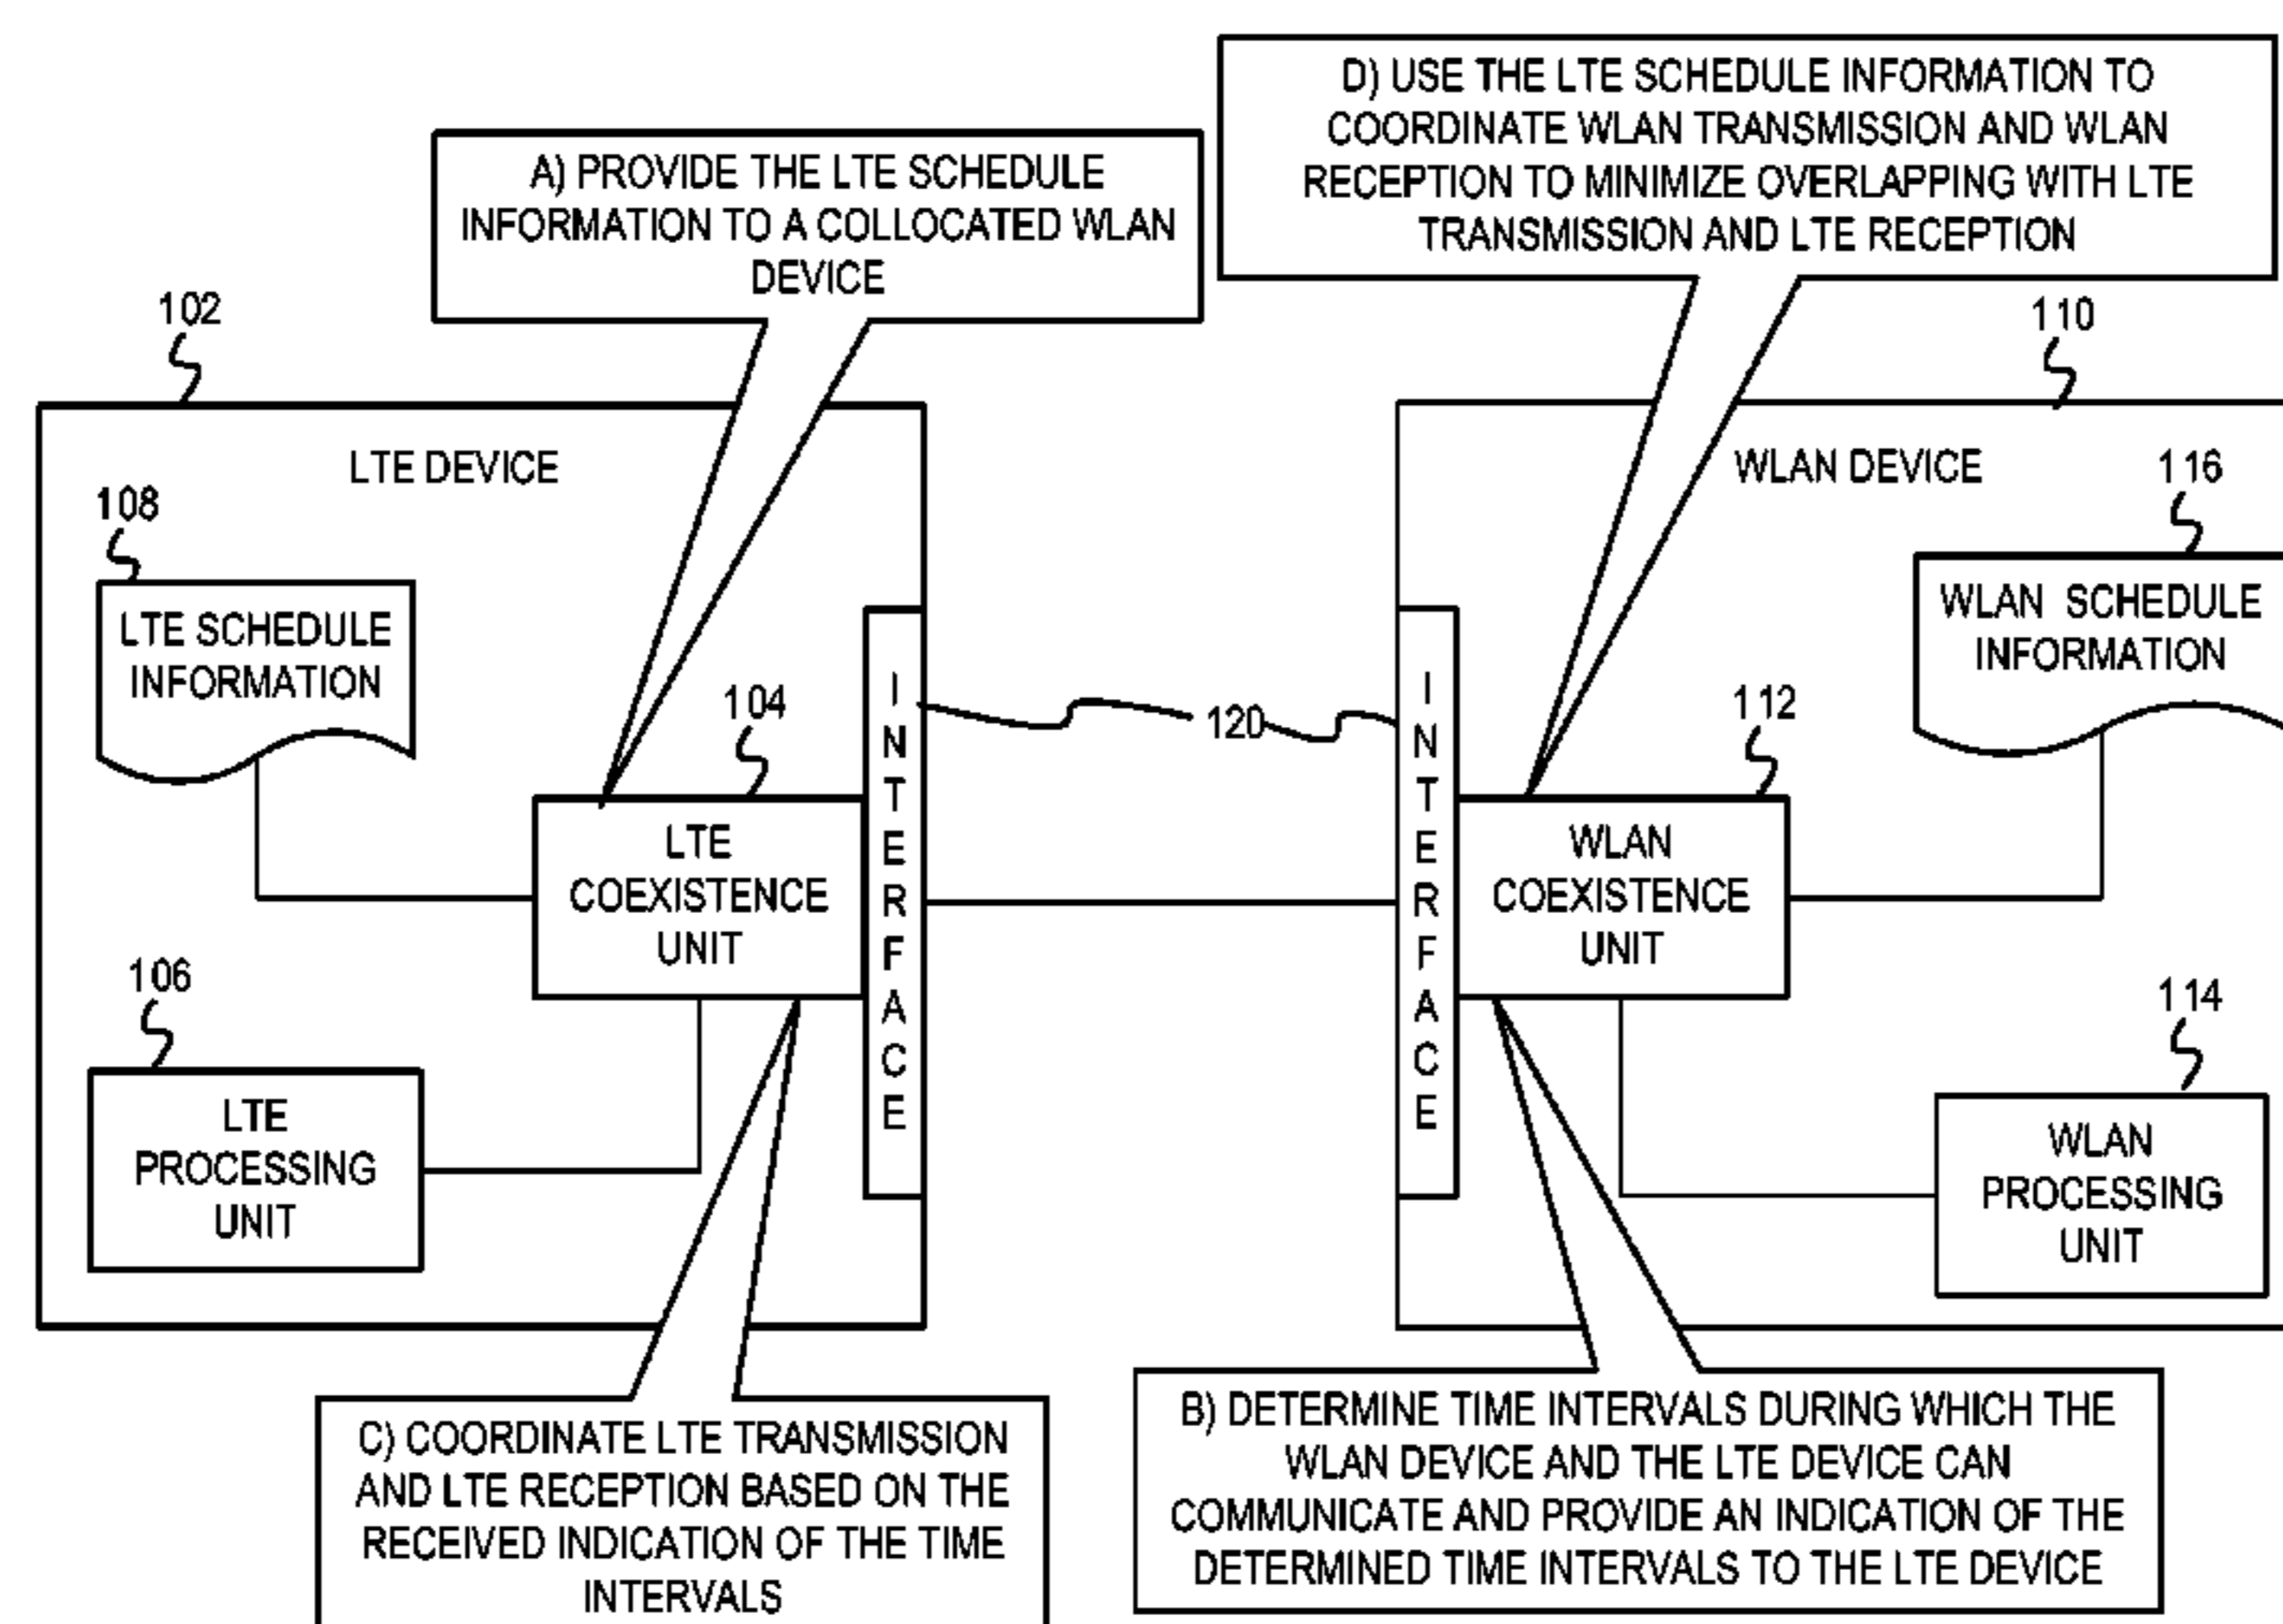 D) USE THE LTE SCHEDULE INFORMATION TO
COORDINATE WLAN TRANSMISSION AND WLAN
RECEPTION TO MINIMIZE OVERLAPPING WITH LTE
TRANSMISSION AND LTE RECEPTION
A) PROVIDE THE LTE SCHEDULE
INFORMATION TO A COLLOCATED WLAN
DEVICE
102
110
LTE DEVICE
WLAN DEVICE
108
116
LTE SCHEDULE
INFORMATION
WLAN SCHEDULE
INFORMATION
104
120
112
INTERFACE
INTERFACE
LTE
COEXISTENCE
UNIT
WLAN
COEXISTENCE
UNIT
106
114
LTE
PROCESSING
UNIT
WLAN
PROCESSING
UNIT
C) COORDINATE LTE TRANSMISSION
AND LTE RECEPTION BASED ON THE
RECEIVED INDICATION OF THE TIME
INTERVALS
B) DETERMINE TIME INTERVALS DURING WHICH THE
WLAN DEVICE AND THE LTE DEVICE CAN
COMMUNICATE AND PROVIDE AN INDICATION OF THE
DETERMINED TIME INTERVALS TO THE LTE DEVICE